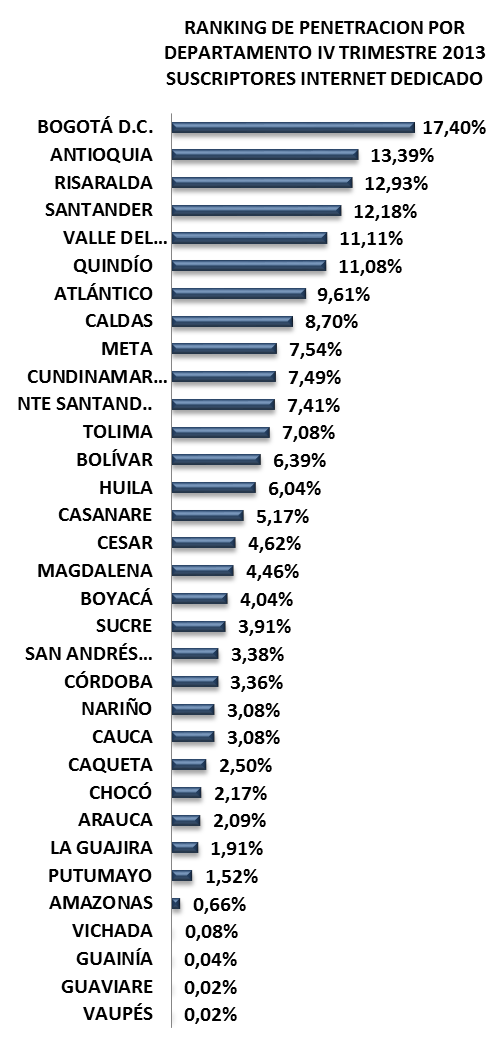 RANKING DE PENETRACION POR
DEPARTAMENTO IV TRIMESTRE 2013
SUSCRIPTORES INTERNET DEDICADO
BOGOTÁ D.C. 17,40%
ANTIOQUIA 13,39%
RISARALDA 12,93%
SANTANDER 12,18%
VALLE DEL... 11,11%
QUINDÍO 11,08%
ATLÁNTICO 9,61%
CALDAS 8,70%
META 7,54%
CUNDINAMAR... 7,49%
NTE SANTAND.. 7,41%
TOLIMA 7,08%
BOLÍVAR 6,39%
HUILA 6,04%
CASANARE 5,17%
CESAR 4,62%
MAGDALENA 4,46%
BOYACÁ 4,04%
SUCRE 3,91%
SAN ANDRÉS... 3,38%
CÓRDOBA 3,36%
NARIÑO 3,08%
CAUCA 3,08%
CAQUETA 2,50%
CHOCÓ 2,17%
ARAUCA 2,09%
LA GUAJIRA 1,91%
PUTUMAYO 1,52%
AMAZONAS 0,66%
VICHADA 0,08%
GUAINÍA 0,04%
GUAVIARE 0,02%
VAUPÉS 0,02%